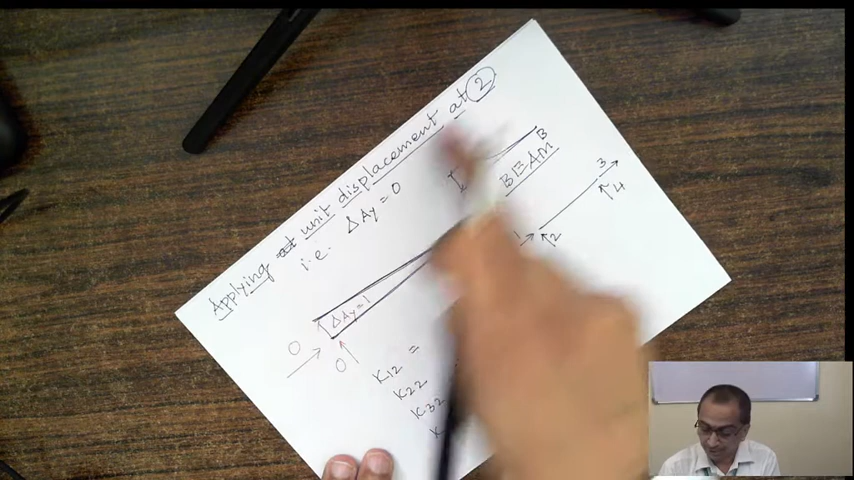 Applying at unit displacement at 2
i.e. ΔAy = 0
B
BEAM
ΔAy = 1
0
0
1
2
3
4
K12 =
K22
K32
K